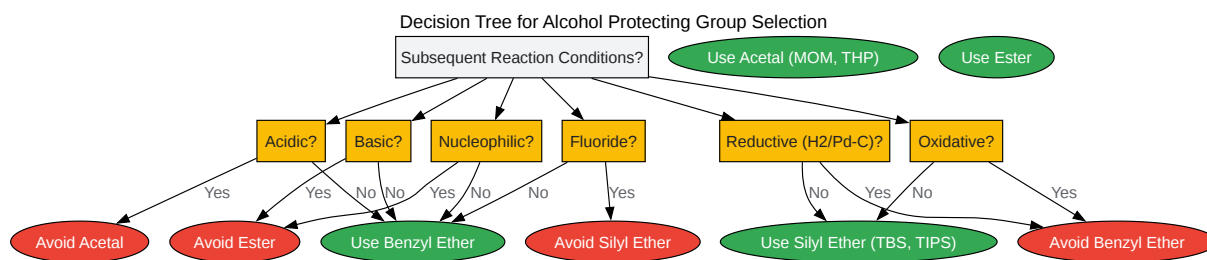 Decision Tree for Alcohol Protecting Group Selection
Subsequent Reaction Conditions?
Use Acetal (MOM, THP)
Use Ester
Acidic?
Basic?
Nucleophilic?
Fluoride?
Reductive (H2/Pd-C)?
Oxidative?
Yes
No
Yes
No
Yes
No
No
Yes
No
Yes
No
Yes
Avoid Acetal
Avoid Ester
Use Benzyl Ether
Avoid Silyl Ether
Use Silyl Ether (TBS, TIPS)
Avoid Benzyl Ether